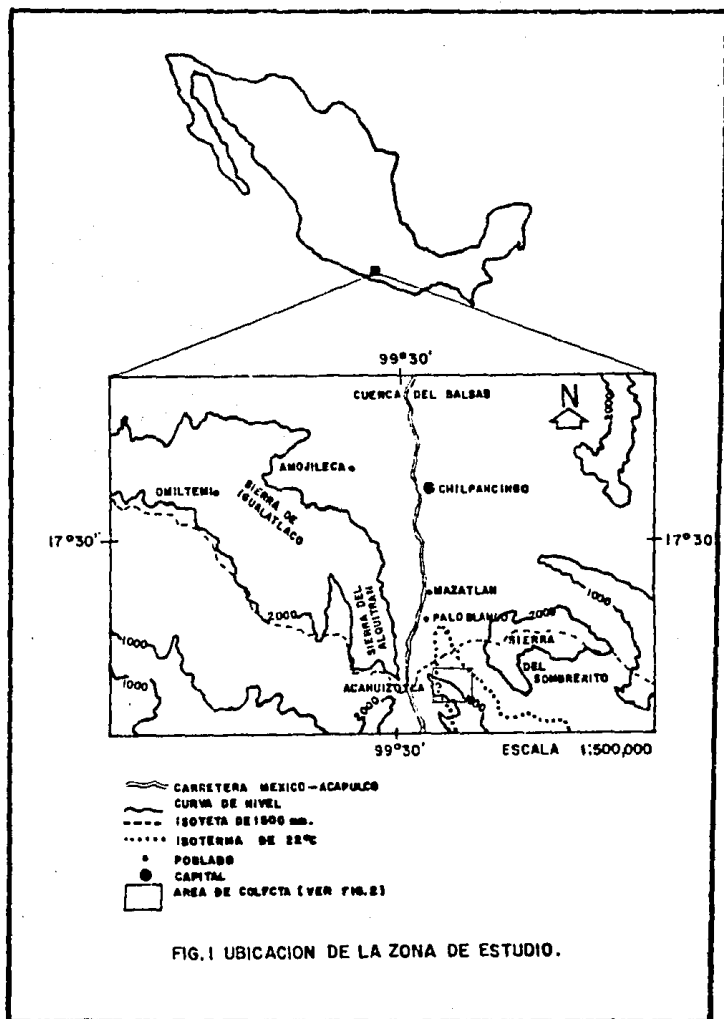 99°30'
CUENCA DEL BALSAS
N
2000
AMOJILECA
OMILTEMI
CHILPANCINGO
SIERRA DE
IGUALATLACO
17°30'
17°30'
MAZATLAN
1000
PALO BLANCO
2000
SIERRA DEL
ALQUITRAN
2000
SIERRA
1000
DEL SOMBRERITO
1000
ACAHUIZOTLA
2000
99°30'
ESCALA 1:500,000
CARRETERA MEXICO-ACAPULCO
CURVA DE NIVEL
ISOYETA DE 1500 mm.
ISOTERMA DE 22°C
POBLADO
CAPITAL
AREA DE COLECTA (VER FIG.2)
FIG.1 UBICACION DE LA ZONA DE ESTUDIO.